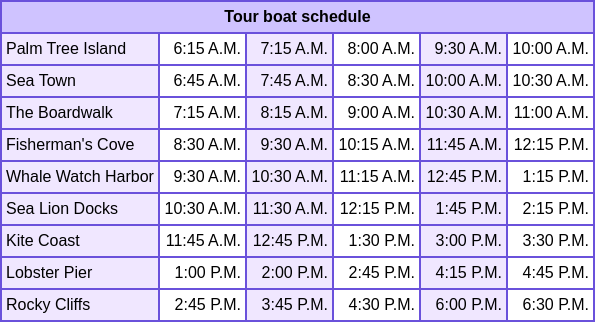 Tour boat schedule
Palm Tree Island 6:15 A.M. 7:15 A.M. 8:00 A.M. 9:30 A.M. 10:00 A.M.
Sea Town 6:45 A.M. 7:45 A.M. 8:30 A.M. 10:00 A.M. 10:30 A.M.
The Boardwalk 7:15 A.M. 8:15 A.M. 9:00 A.M. 10:30 A.M. 11:00 A.M.
Fisherman's Cove 8:30 A.M. 9:30 A.M. 10:15 A.M. 11:45 A.M. 12:15 P.M.
Whale Watch Harbor 9:30 A.M. 10:30 A.M. 11:15 A.M. 12:45 P.M. 1:15 P.M.
Sea Lion Docks 10:30 A.M. 11:30 A.M. 12:15 P.M. 1:45 P.M. 2:15 P.M.
Kite Coast 11:45 A.M. 12:45 P.M. 1:30 P.M. 3:00 P.M. 3:30 P.M.
Lobster Pier 1:00 P.M. 2:00 P.M. 2:45 P.M. 4:15 P.M. 4:45 P.M.
Rocky Cliffs 2:45 P.M. 3:45 P.M. 4:30 P.M. 6:00 P.M. 6:30 P.M.